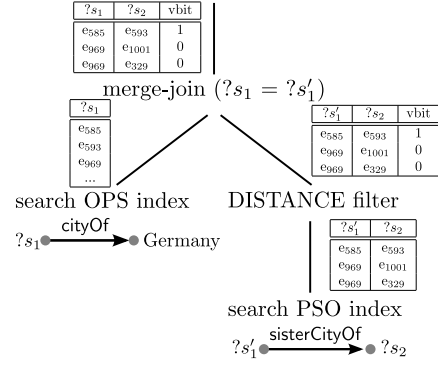 ?s₁ ?s₂ vbit
e₅₈₅ e₅₉₃ 1
e₉₆₉ e₁₀₀₁ 0
e₉₆₉ e₃₂₉ 0
merge-join (?s₁ = ?s′₁)
?s₁
e₅₈₅
e₅₉₃
e₉₆₉
...
?s′₁ ?s₂ vbit
e₅₈₅ e₅₉₃ 1
e₉₆₉ e₁₀₀₁ 0
e₉₆₉ e₃₂₉ 0
search OPS index
cityOf
?s₁ Germany
DISTANCE filter
?s′₁ ?s₂
e₅₈₅ e₅₉₃
e₉₆₉ e₁₀₀₁
e₉₆₉ e₃₂₉
search PSO index
sisterCityOf
?s′₁ ?s₂